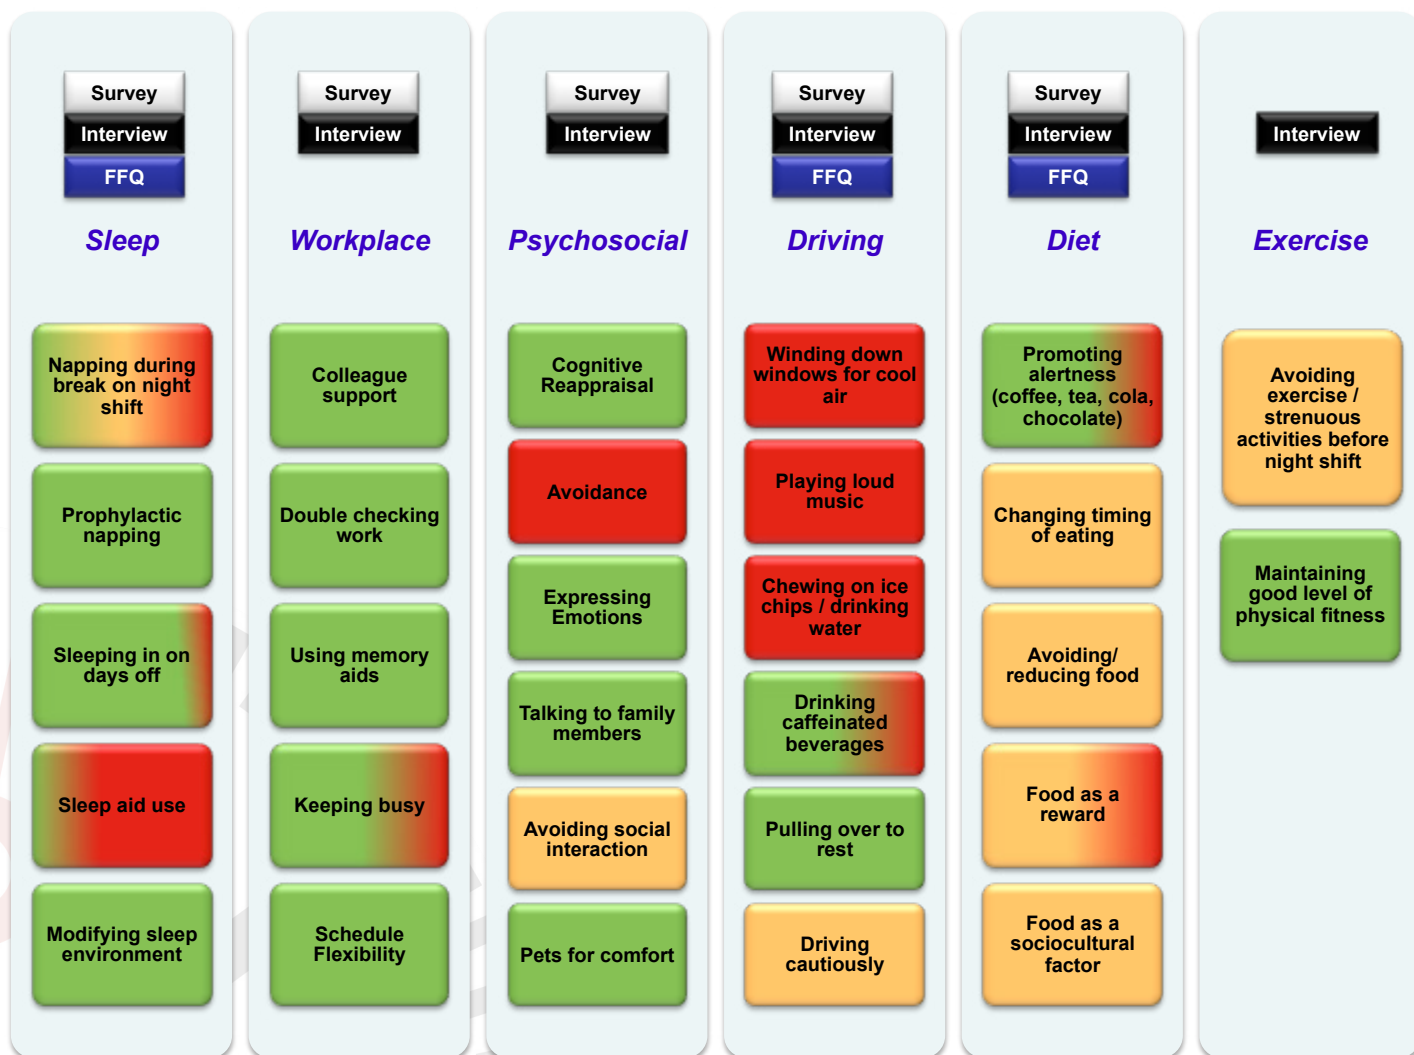 Survey
Interview
FFQ
Sleep
Napping during
break on night
shift
Prophylactic
napping
Sleeping in on
days off
Sleep aid use
Modifying sleep
environment
Survey
Interview
Workplace
Colleague
support
Double checking
work
Using memory
aids
Keeping busy
Schedule
Flexibility
Survey
Interview
Psychosocial
Cognitive
Reappraisal
Avoidance
Expressing
Emotions
Talking to family
members
Avoiding social
interaction
Pets for comfort
Survey
Interview
FFQ
Driving
Winding down
windows for cool
air
Playing loud
music
Chewing on ice
chips / drinking
water
Drinking
caffeinated
beverages
Pulling over to
rest
Driving
cautiously
Survey
Interview
FFQ
Diet
Promoting
alertness
(coffee, tea, cola,
chocolate)
Changing timing
of eating
Avoiding/
reducing food
Food as a
reward
Food as a
sociocultural
factor
Interview
Exercise
Avoiding
exercise /
strenuous
activities before
night shift
Maintaining
good level of
physical fitness